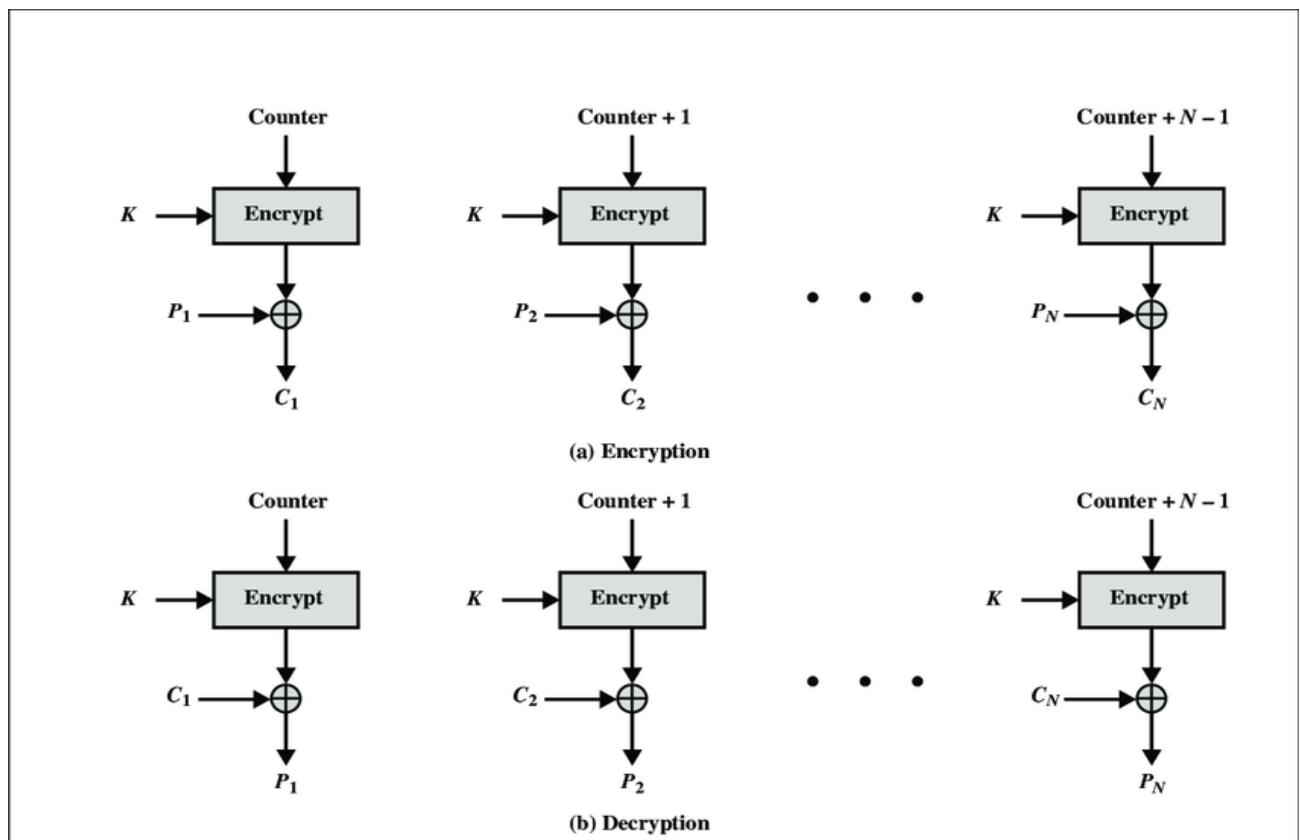 Counter Counter + 1 Counter + N – 1
K Encrypt K Encrypt K Encrypt
P1 P2 PN
C1 C2 CN
(a) Encryption
Counter Counter + 1 Counter + N – 1
K Encrypt K Encrypt K Encrypt
C1 C2 CN
P1 P2 PN
(b) Decryption